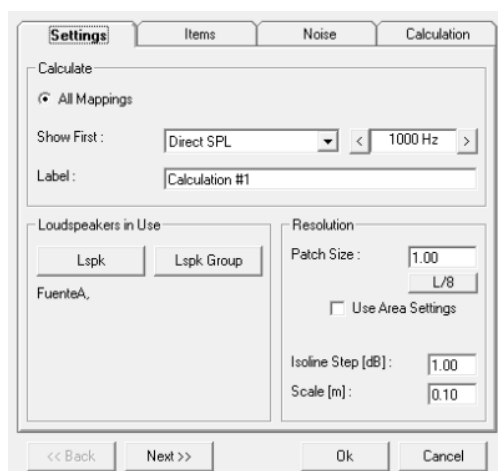 Settings Items Noise Calculation
Calculate
All Mappings
Show First : Direct SPL < 1000 Hz >
Label : Calculation #1
Loudspeakers in Use
Lspk Lspk Group
FuenteA,
Resolution
Patch Size : 1.00
L/8
Use Area Settings
Isoline Step [dB] : 1.00
Scale [m] : 0.10
<< Back Next >> Ok Cancel